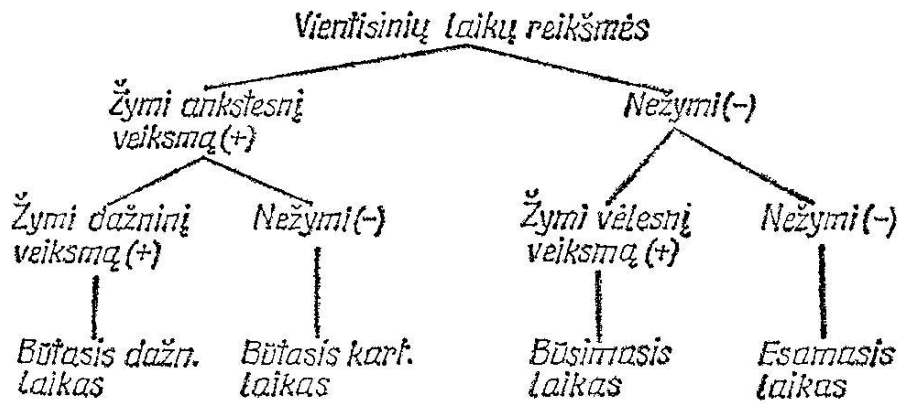 Vientisinių laikų reikšmės
Žymi ankstesnį
veiksmą (+)
Nežymi (-)
Žymi dažninį
veiksmą (+)
Nežymi (-)
Žymi vėlesnį
veiksmą (+)
Nežymi (-)
Būtasis dažn.
laikas
Būtasis kart.
laikas
Būsimasis
laikas
Esamasis
laikas